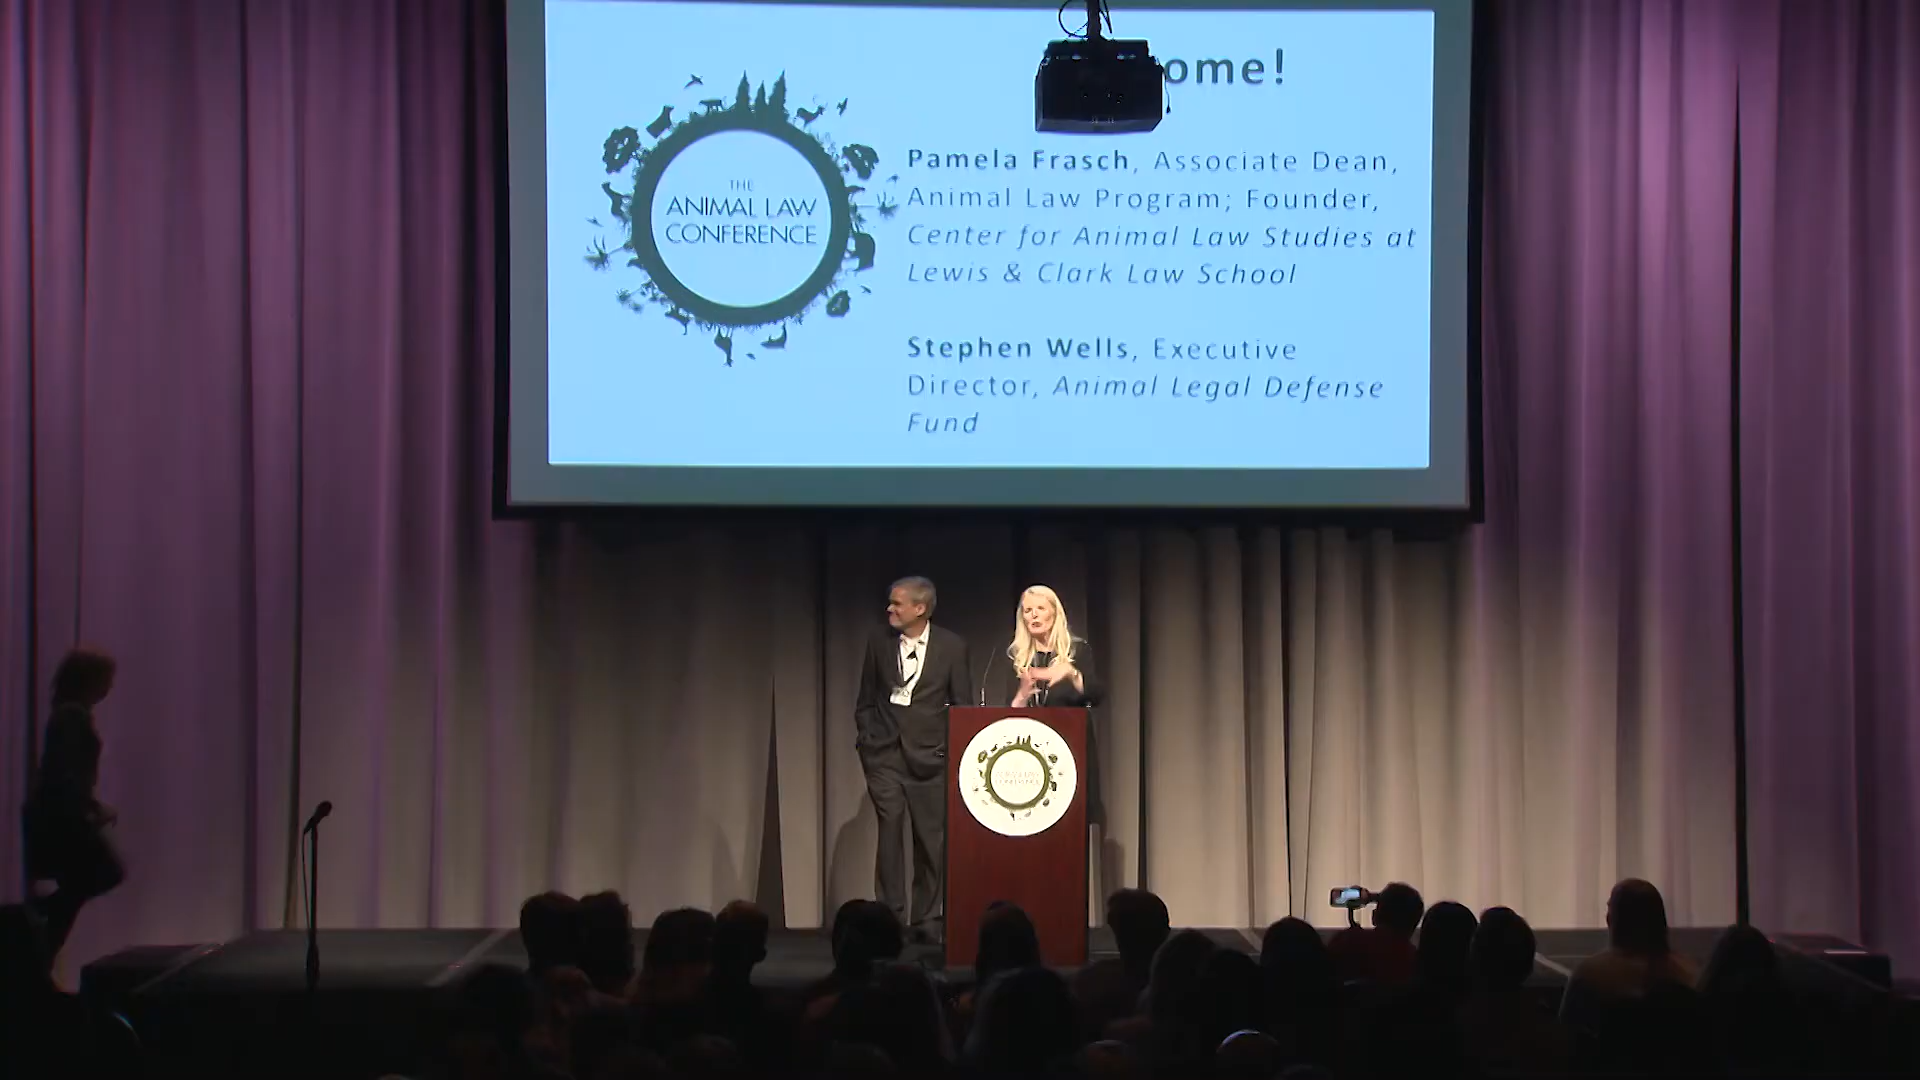 ome!
THE
ANIMAL LAW
CONFERENCE
Pamela Frasch, Associate Dean,
Animal Law Program; Founder,
Center for Animal Law Studies at
Lewis & Clark Law School
Stephen Wells, Executive
Director, Animal Legal Defense
Fund